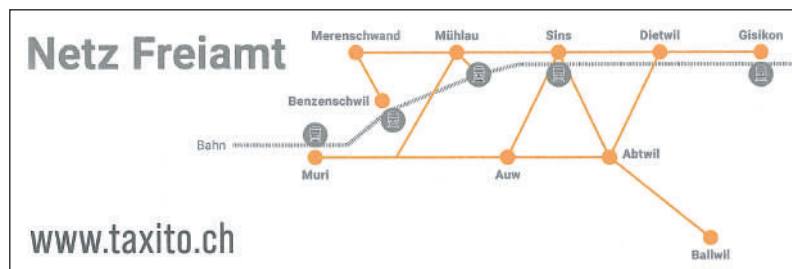 Netz Freiamt
Merenschwand
Mühlau
Sins
Dietwil
Gisikon
Benzenschwil
Bahn
Muri
Auw
Abtwil
Ballwil
www.taxito.ch